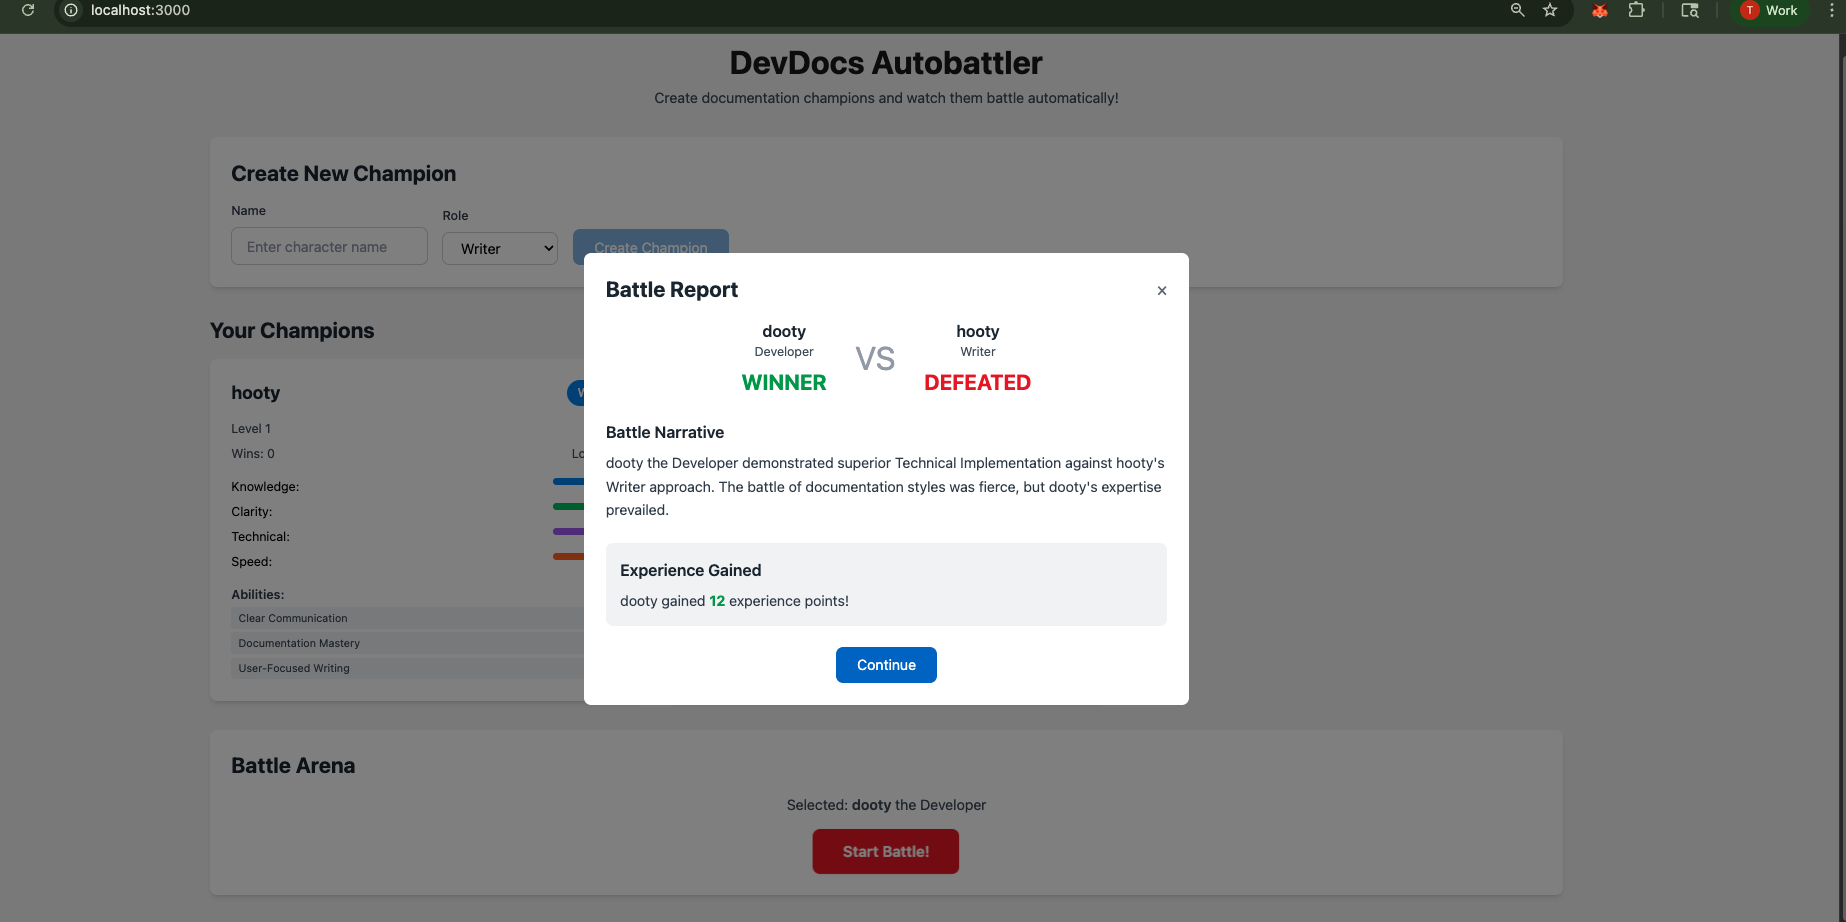 localhost:3000
T Work
DevDocs Autobattler
Create documentation champions and watch them battle automatically!
Create New Champion
Name
Role
Enter character name
Writer
Create Champion
Battle Report
×
dooty
Developer
WINNER
VS
hooty
Writer
DEFEATED
Battle Narrative
dooty the Developer demonstrated superior Technical Implementation against hooty's
Writer approach. The battle of documentation styles was fierce, but dooty's expertise
prevailed.
Experience Gained
dooty gained 12 experience points!
Continue
Your Champions
hooty
Level 1
Wins: 0
Knowledge:
Clarity:
Technical:
Speed:
Abilities:
Clear Communication
Documentation Mastery
User-Focused Writing
Battle Arena
Selected: dooty the Developer
Start Battle!